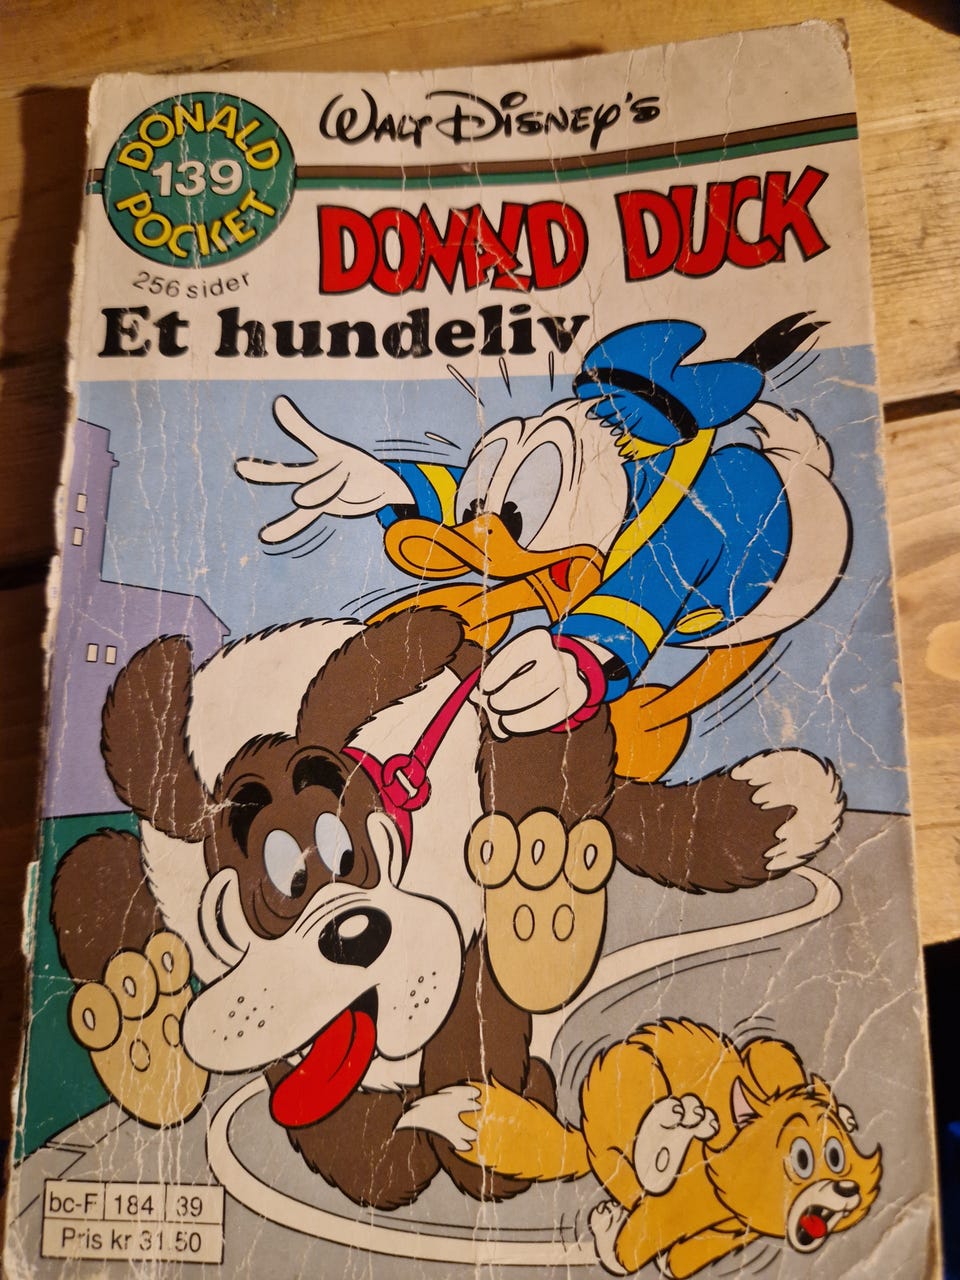 DONALD
139
POCKET
256 sider
WALT DISNEY'S
DONALD DUCK
Et hundeliv
bc-F 184 39
Pris kr 31.50